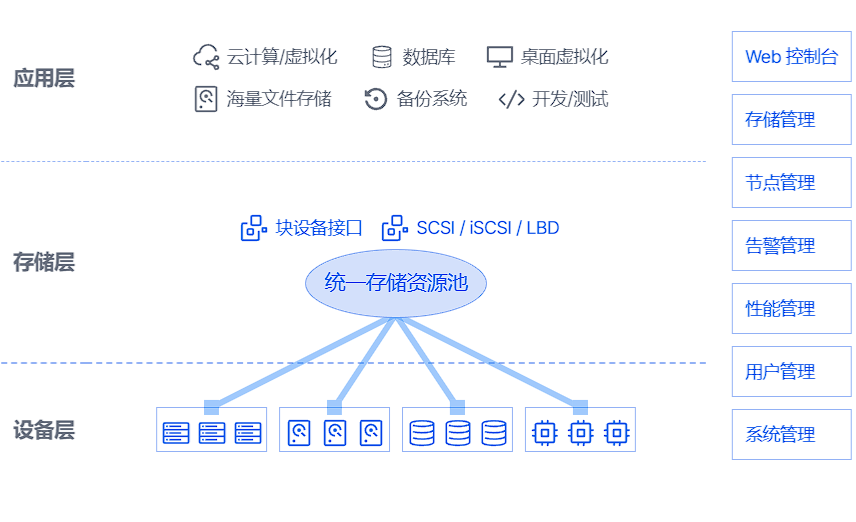 应用层
云计算/虚拟化 数据库 桌面虚拟化
海量文件存储 备份系统 开发/测试
存储层
块设备接口 SCSI / iSCSI / LBD
统一存储资源池
设备层
Web 控制台
存储管理
节点管理
告警管理
性能管理
用户管理
系统管理